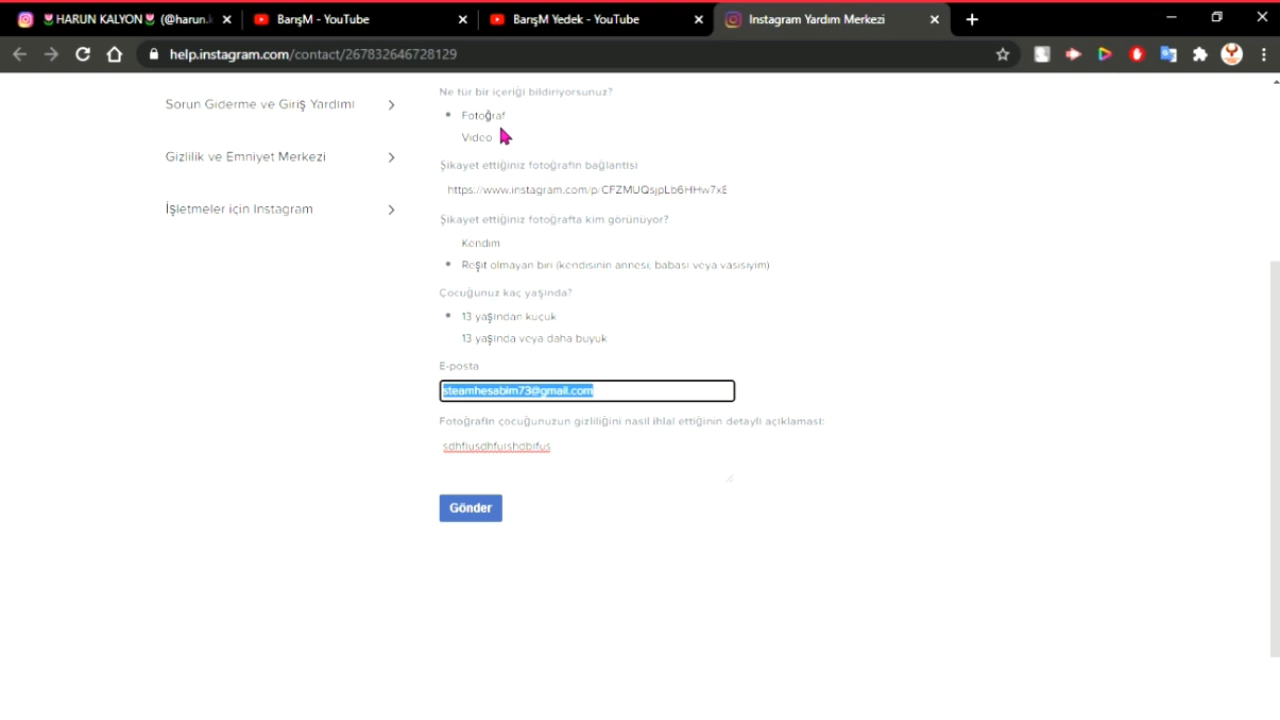 🌷HARUN KALYON🌷 (@harun.k
BarışM - YouTube
BarışM Yedek - YouTube
Instagram Yardım Merkezi
help.instagram.com/contact/267832646728129
Sorun Giderme ve Giriş Yardımı
Gizlilik ve Emniyet Merkezi
İşletmeler için Instagram
Ne tür bir içeriği bildiriyorsunuz?
Fotoğraf
Video
Şikayet ettiğiniz fotoğrafın bağlantısı
https://www.instagram.com/p/CFZMUQsjpLb6HHw7xE
Şikayet ettiğiniz fotoğrafta kim görünüyor?
Kendim
Reşit olmayan biri (kendisinin annesi, babası veya vasisiyim)
Çocuğunuz kaç yaşında?
13 yaşından küçük
13 yaşında veya daha büyük
E-posta
steamhesabim73@gmail.com
Fotoğrafın çocuğunuzun gizliliğini nasıl ihlal ettiğinin detaylı açıklaması:
sdhfiusdhfuishdbifus
Gönder